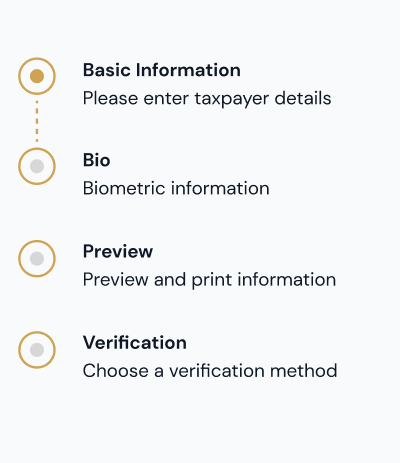 Basic Information
Please enter taxpayer details
Bio
Biometric information
Preview
Preview and print information
Verification
Choose a verification method